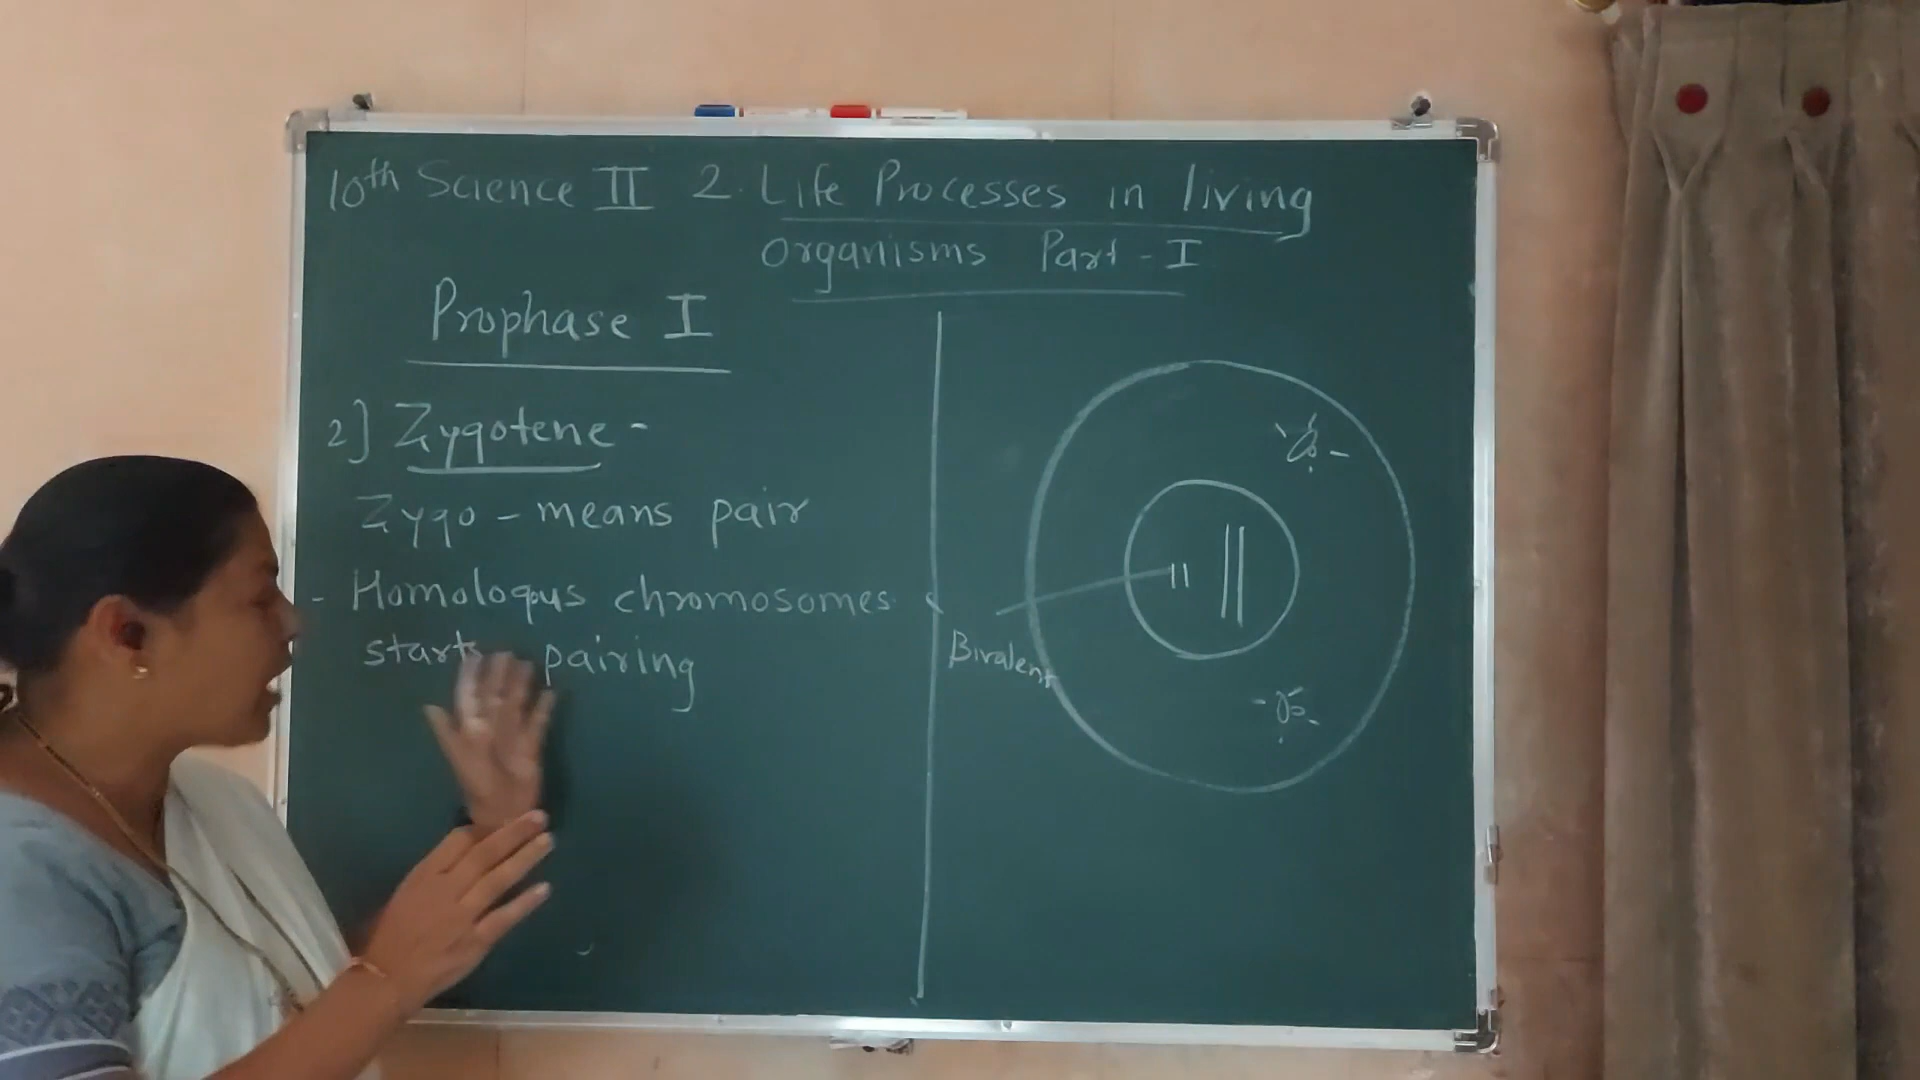 10th Science II 2. Life Processes in living
organisms Part - I
Prophase I
2] Zygotene -
Zygo - means pair
- Homologous chromosomes
starts pairing
Bivalent